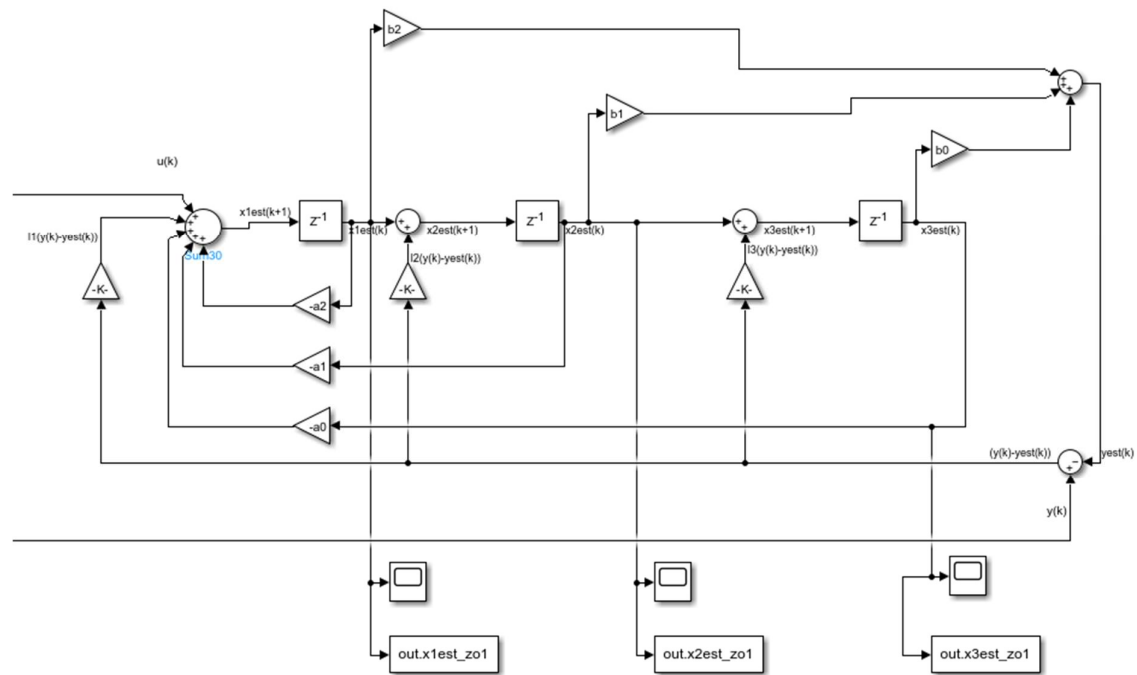 b2
b1
b0
u(k)
x1est(k+1)
Z-1
x1est(k)
x2est(k+1)
Z-1
x2est(k)
x3est(k+1)
Z-1
x3est(k)
l1(y(k)-yest(k))
Sum30
l2(y(k)-yest(k))
l3(y(k)-yest(k))
-K-
-K-
-K-
-a2
-a1
-a0
(y(k)-yest(k))
yest(k)
y(k)
out.x1est_zo1
out.x2est_zo1
out.x3est_zo1